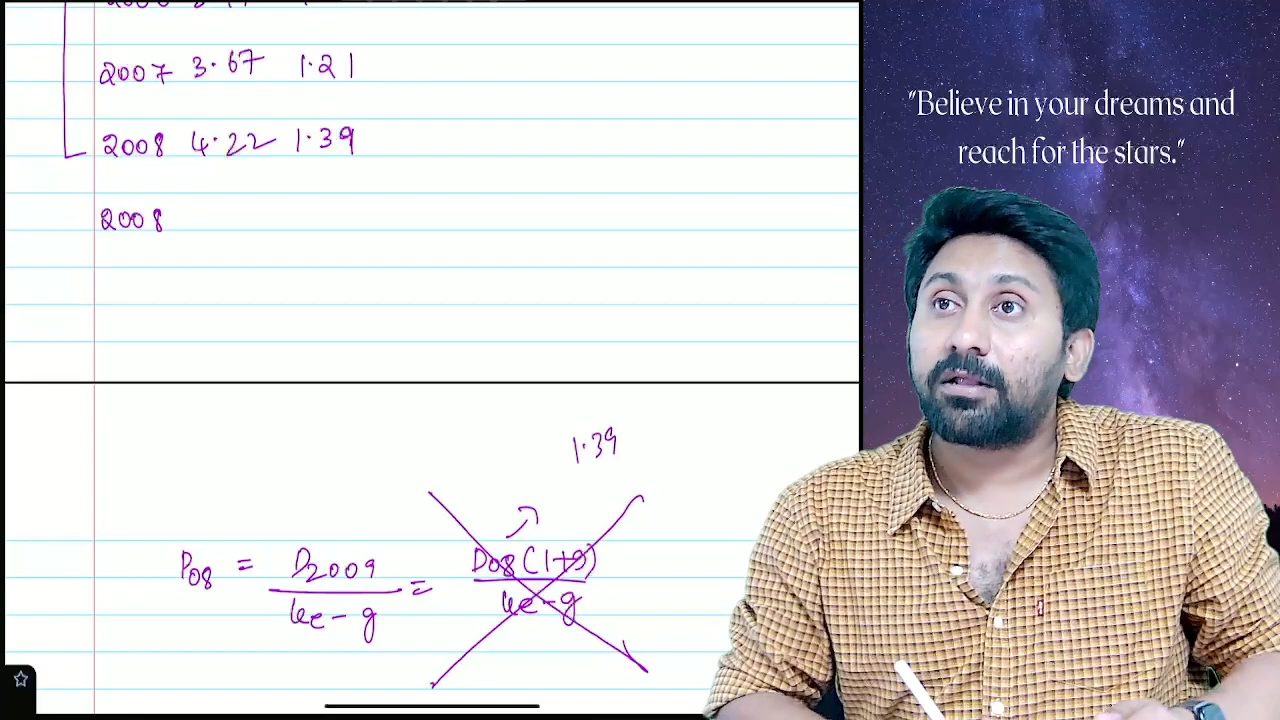 2007 3.67 1.21
2008 4.22 1.39
2008
1.39
P08 = D2009 / ke - g = D08 (1+g) / ke - g
"Believe in your dreams and
reach for the stars."